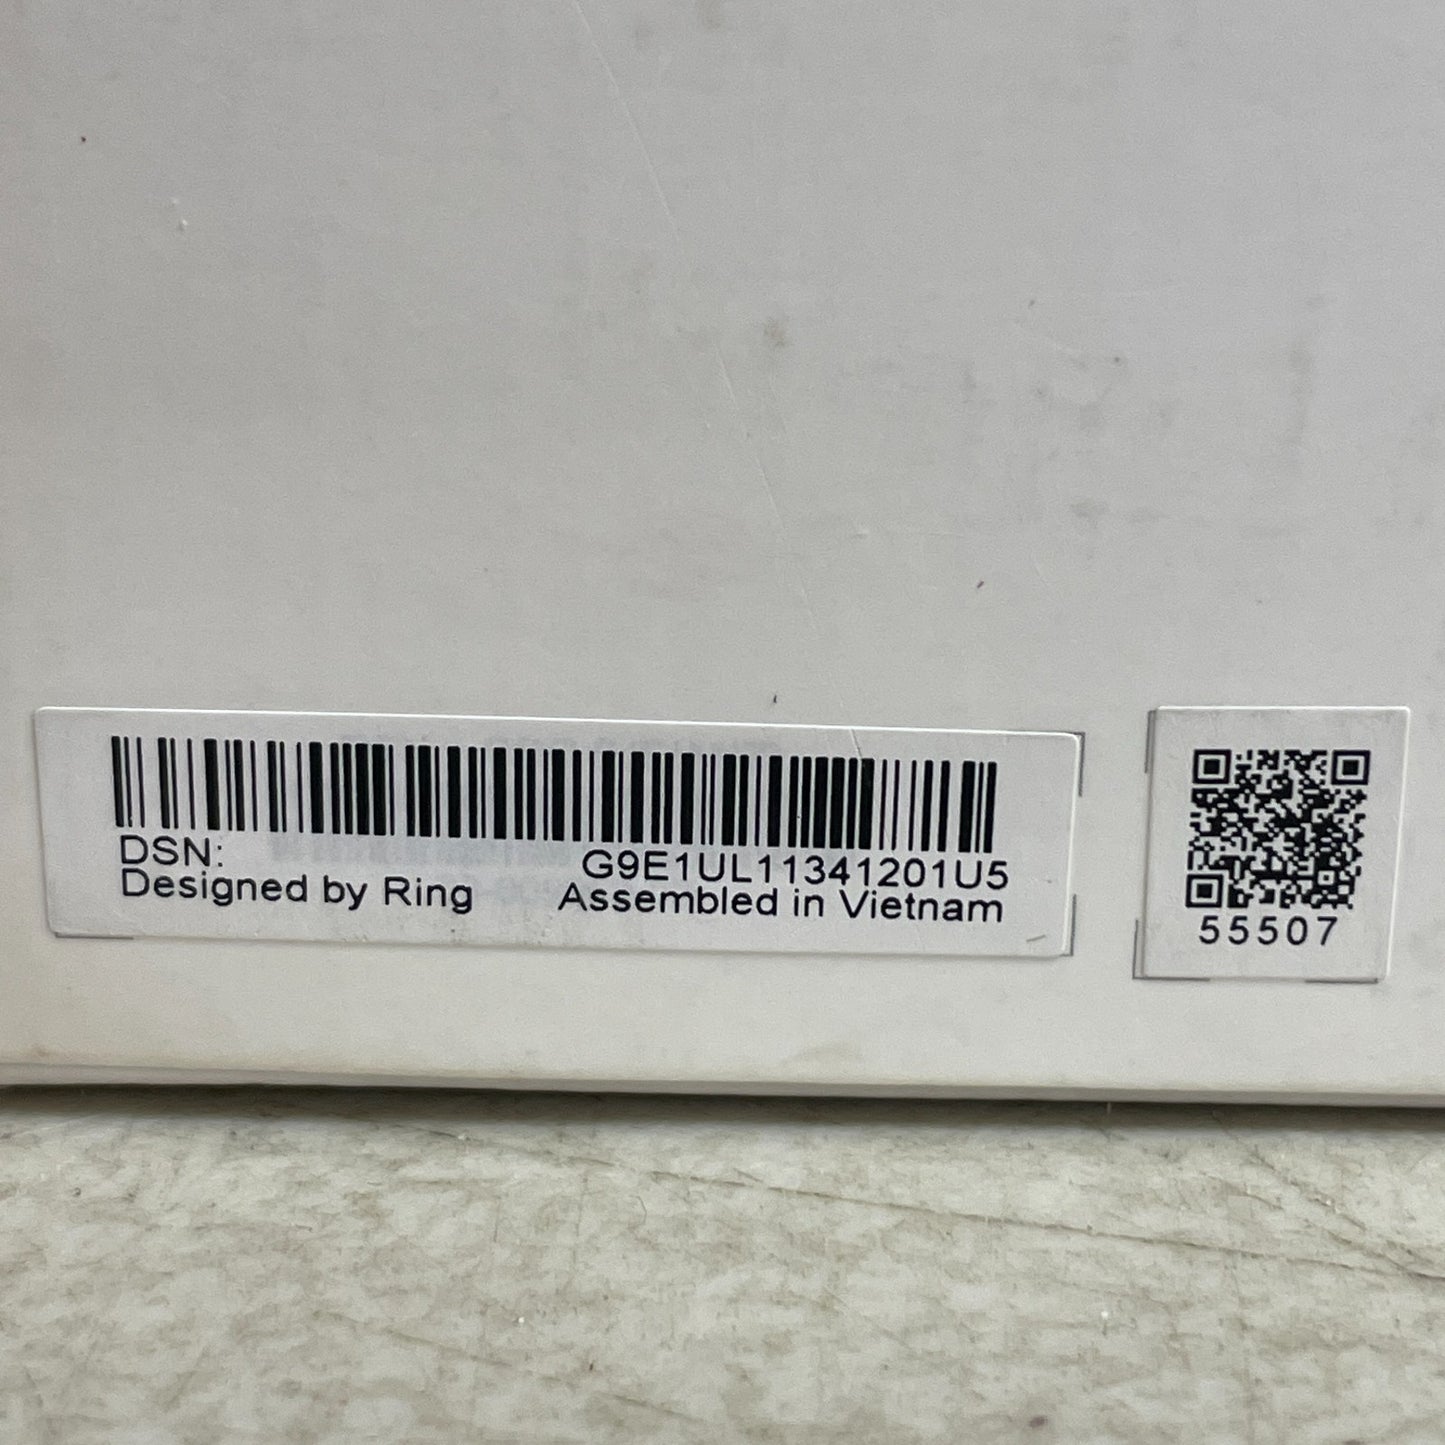 DSN: G9E1UL11341201U5
Designed by Ring Assembled in Vietnam
55507